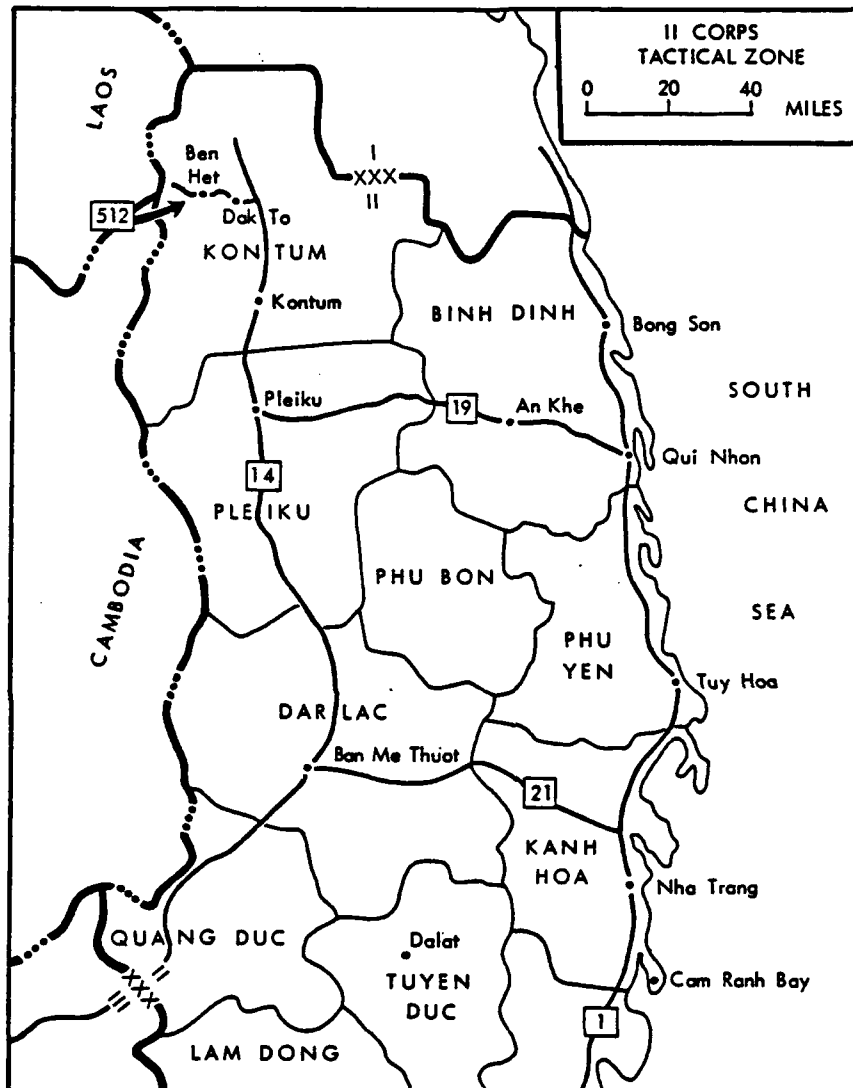 II CORPS
TACTICAL ZONE
0 20 40 MILES
LAOS
Ben
Het
I
XXX
II
512
Dak To
KONTUM
Kontum
BINH DINH
Bong Son
SOUTH
Pleiku
19
An Khe
Qui Nhon
14
CHINA
PLEIKU
CAMBODIA
PHU BON
SEA
PHU
YEN
Tuy Hoa
DAR LAC
Ban Me Thuot
21
KANH
HOA
Nha Trang
QUANG DUC
Dalat
II
XXX
III
TUYEN
DUC
Cam Ranh Bay
1
LAM DONG